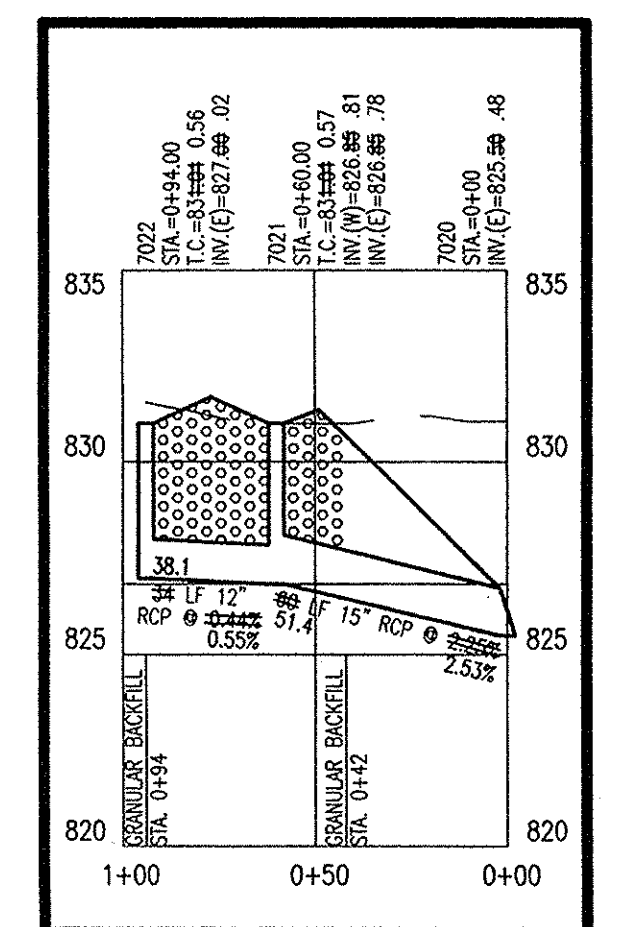 7022
STA.=0+94.00
T.C.=831.04 0.56
INV.(E)=827.00 .02
7021
STA.=0+60.00
T.C.=831.04 0.57
INV.(W)=826.85 .81
INV.(E)=826.85 .78
7020
STA.=0+00
INV.(E)=825.50 .48
835 835
830 830
38.1
34 LF 12"
RCP @ 0.44%
0.55%
60 LF 15" RCP @ 2.25%
51.4
2.53%
825 825
GRANULAR BACKFILL
STA. 0+94
GRANULAR BACKFILL
STA. 0+42
820 820
1+00 0+50 0+00